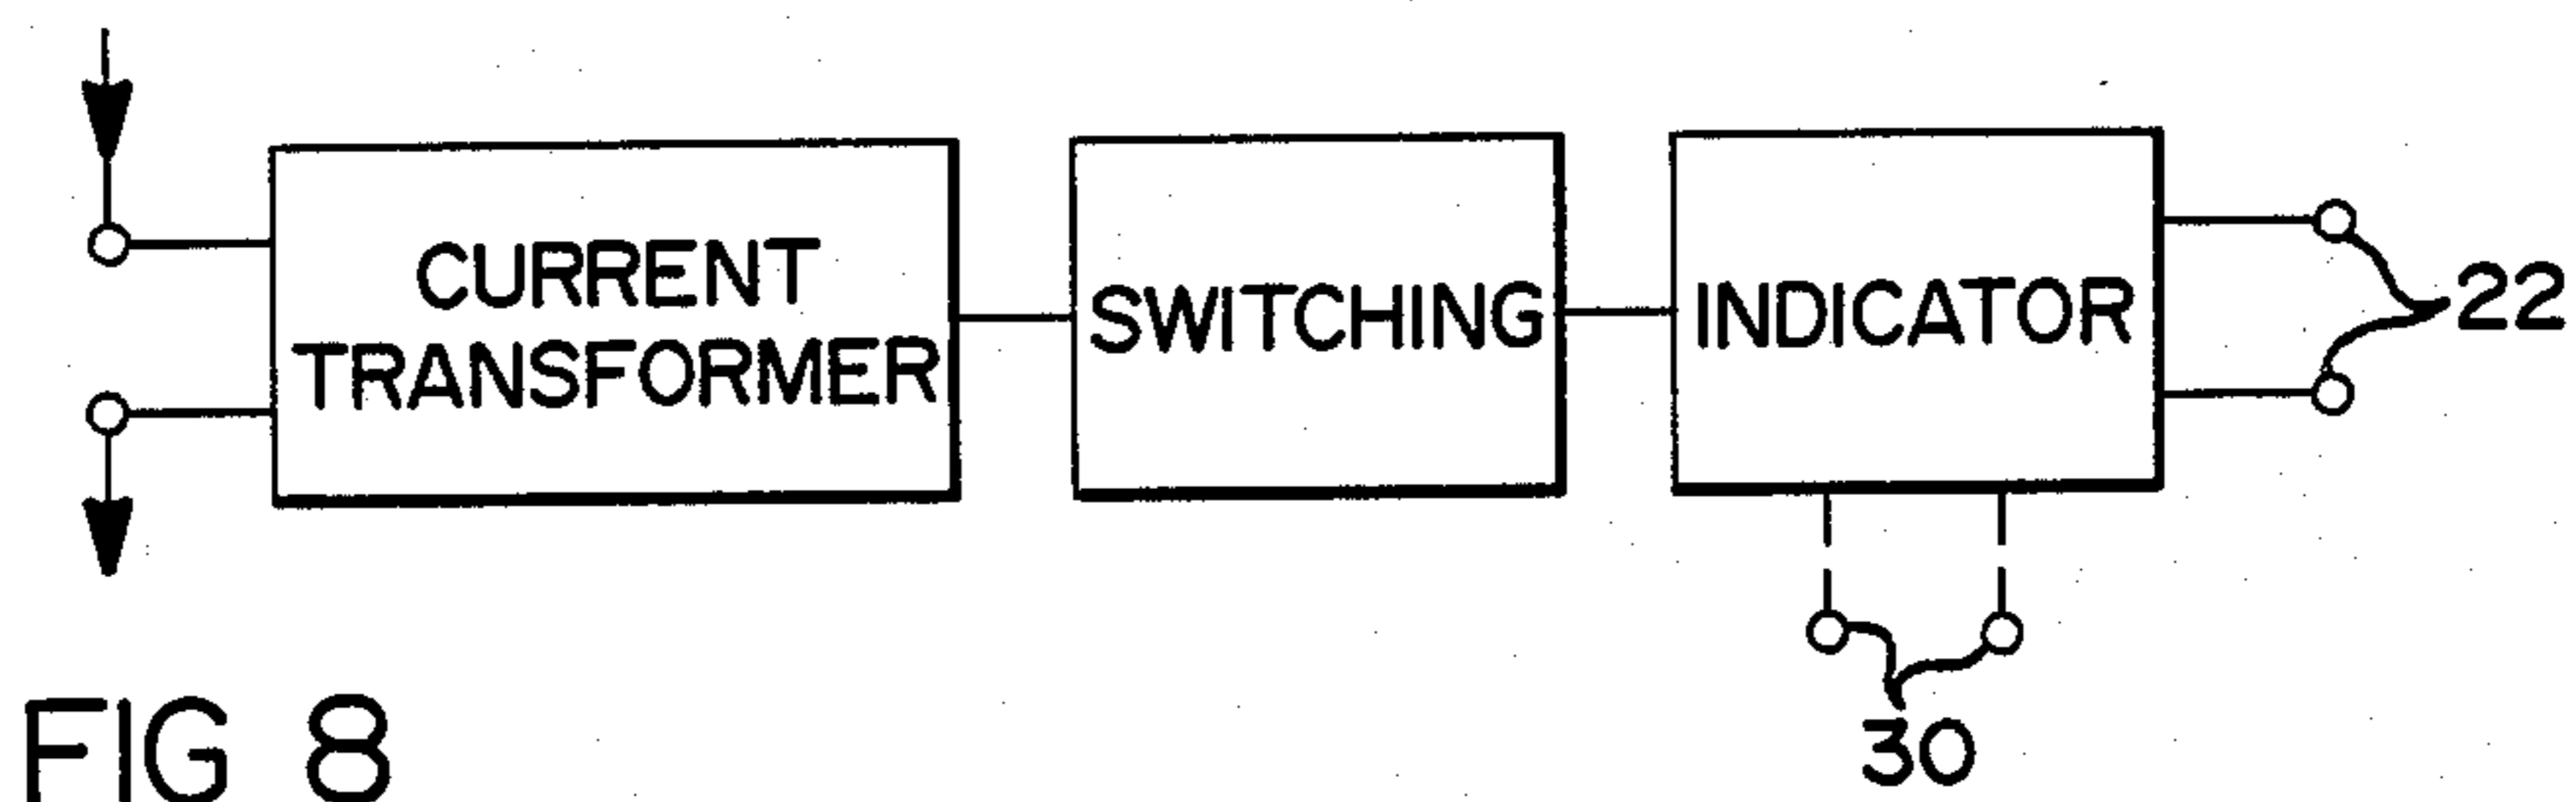 CURRENT
TRANSFORMER
SWITCHING
INDICATOR
22
30
FIG 8